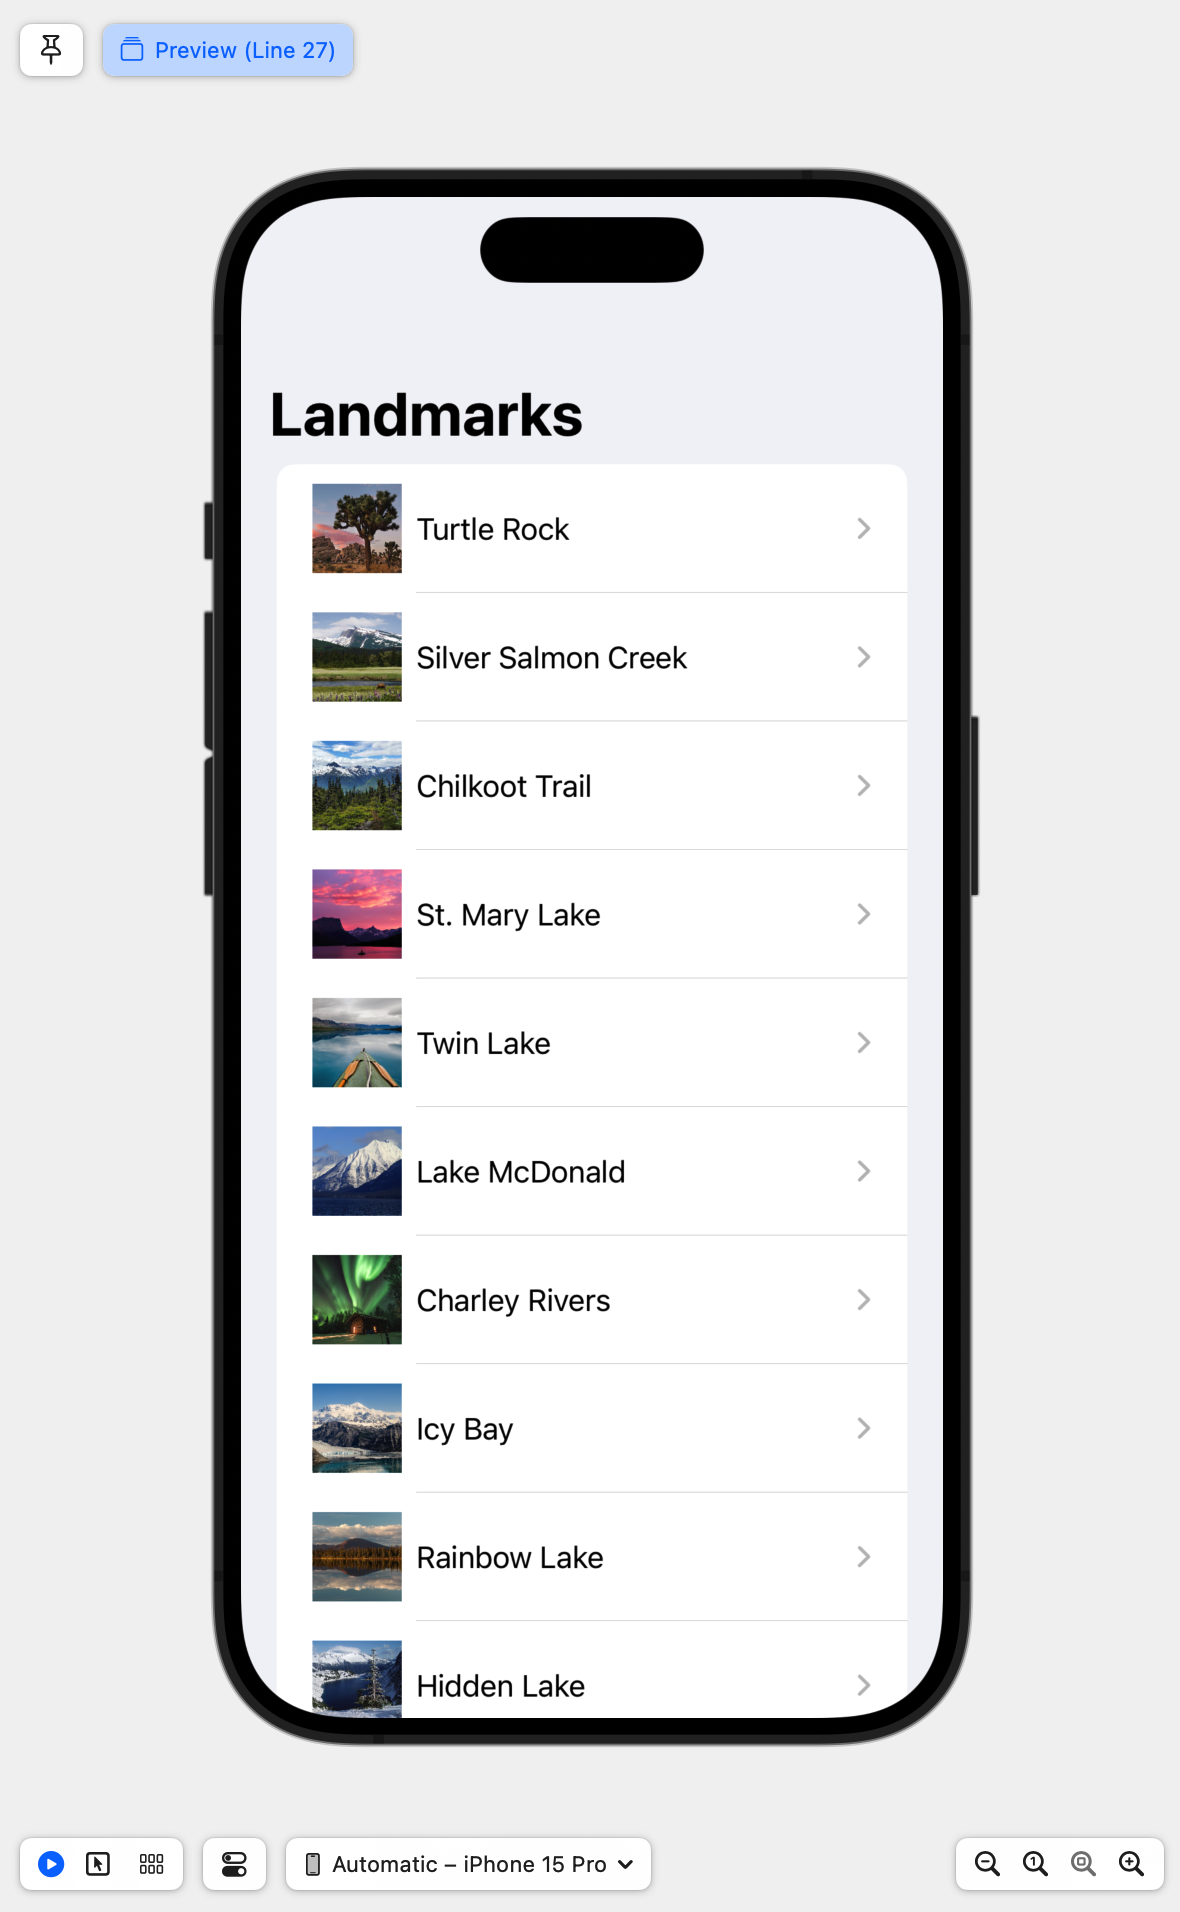 Preview (Line 27)
Landmarks
Turtle Rock
Silver Salmon Creek
Chilkoot Trail
St. Mary Lake
Twin Lake
Lake McDonald
Charley Rivers
Icy Bay
Rainbow Lake
Hidden Lake
Automatic – iPhone 15 Pro
1